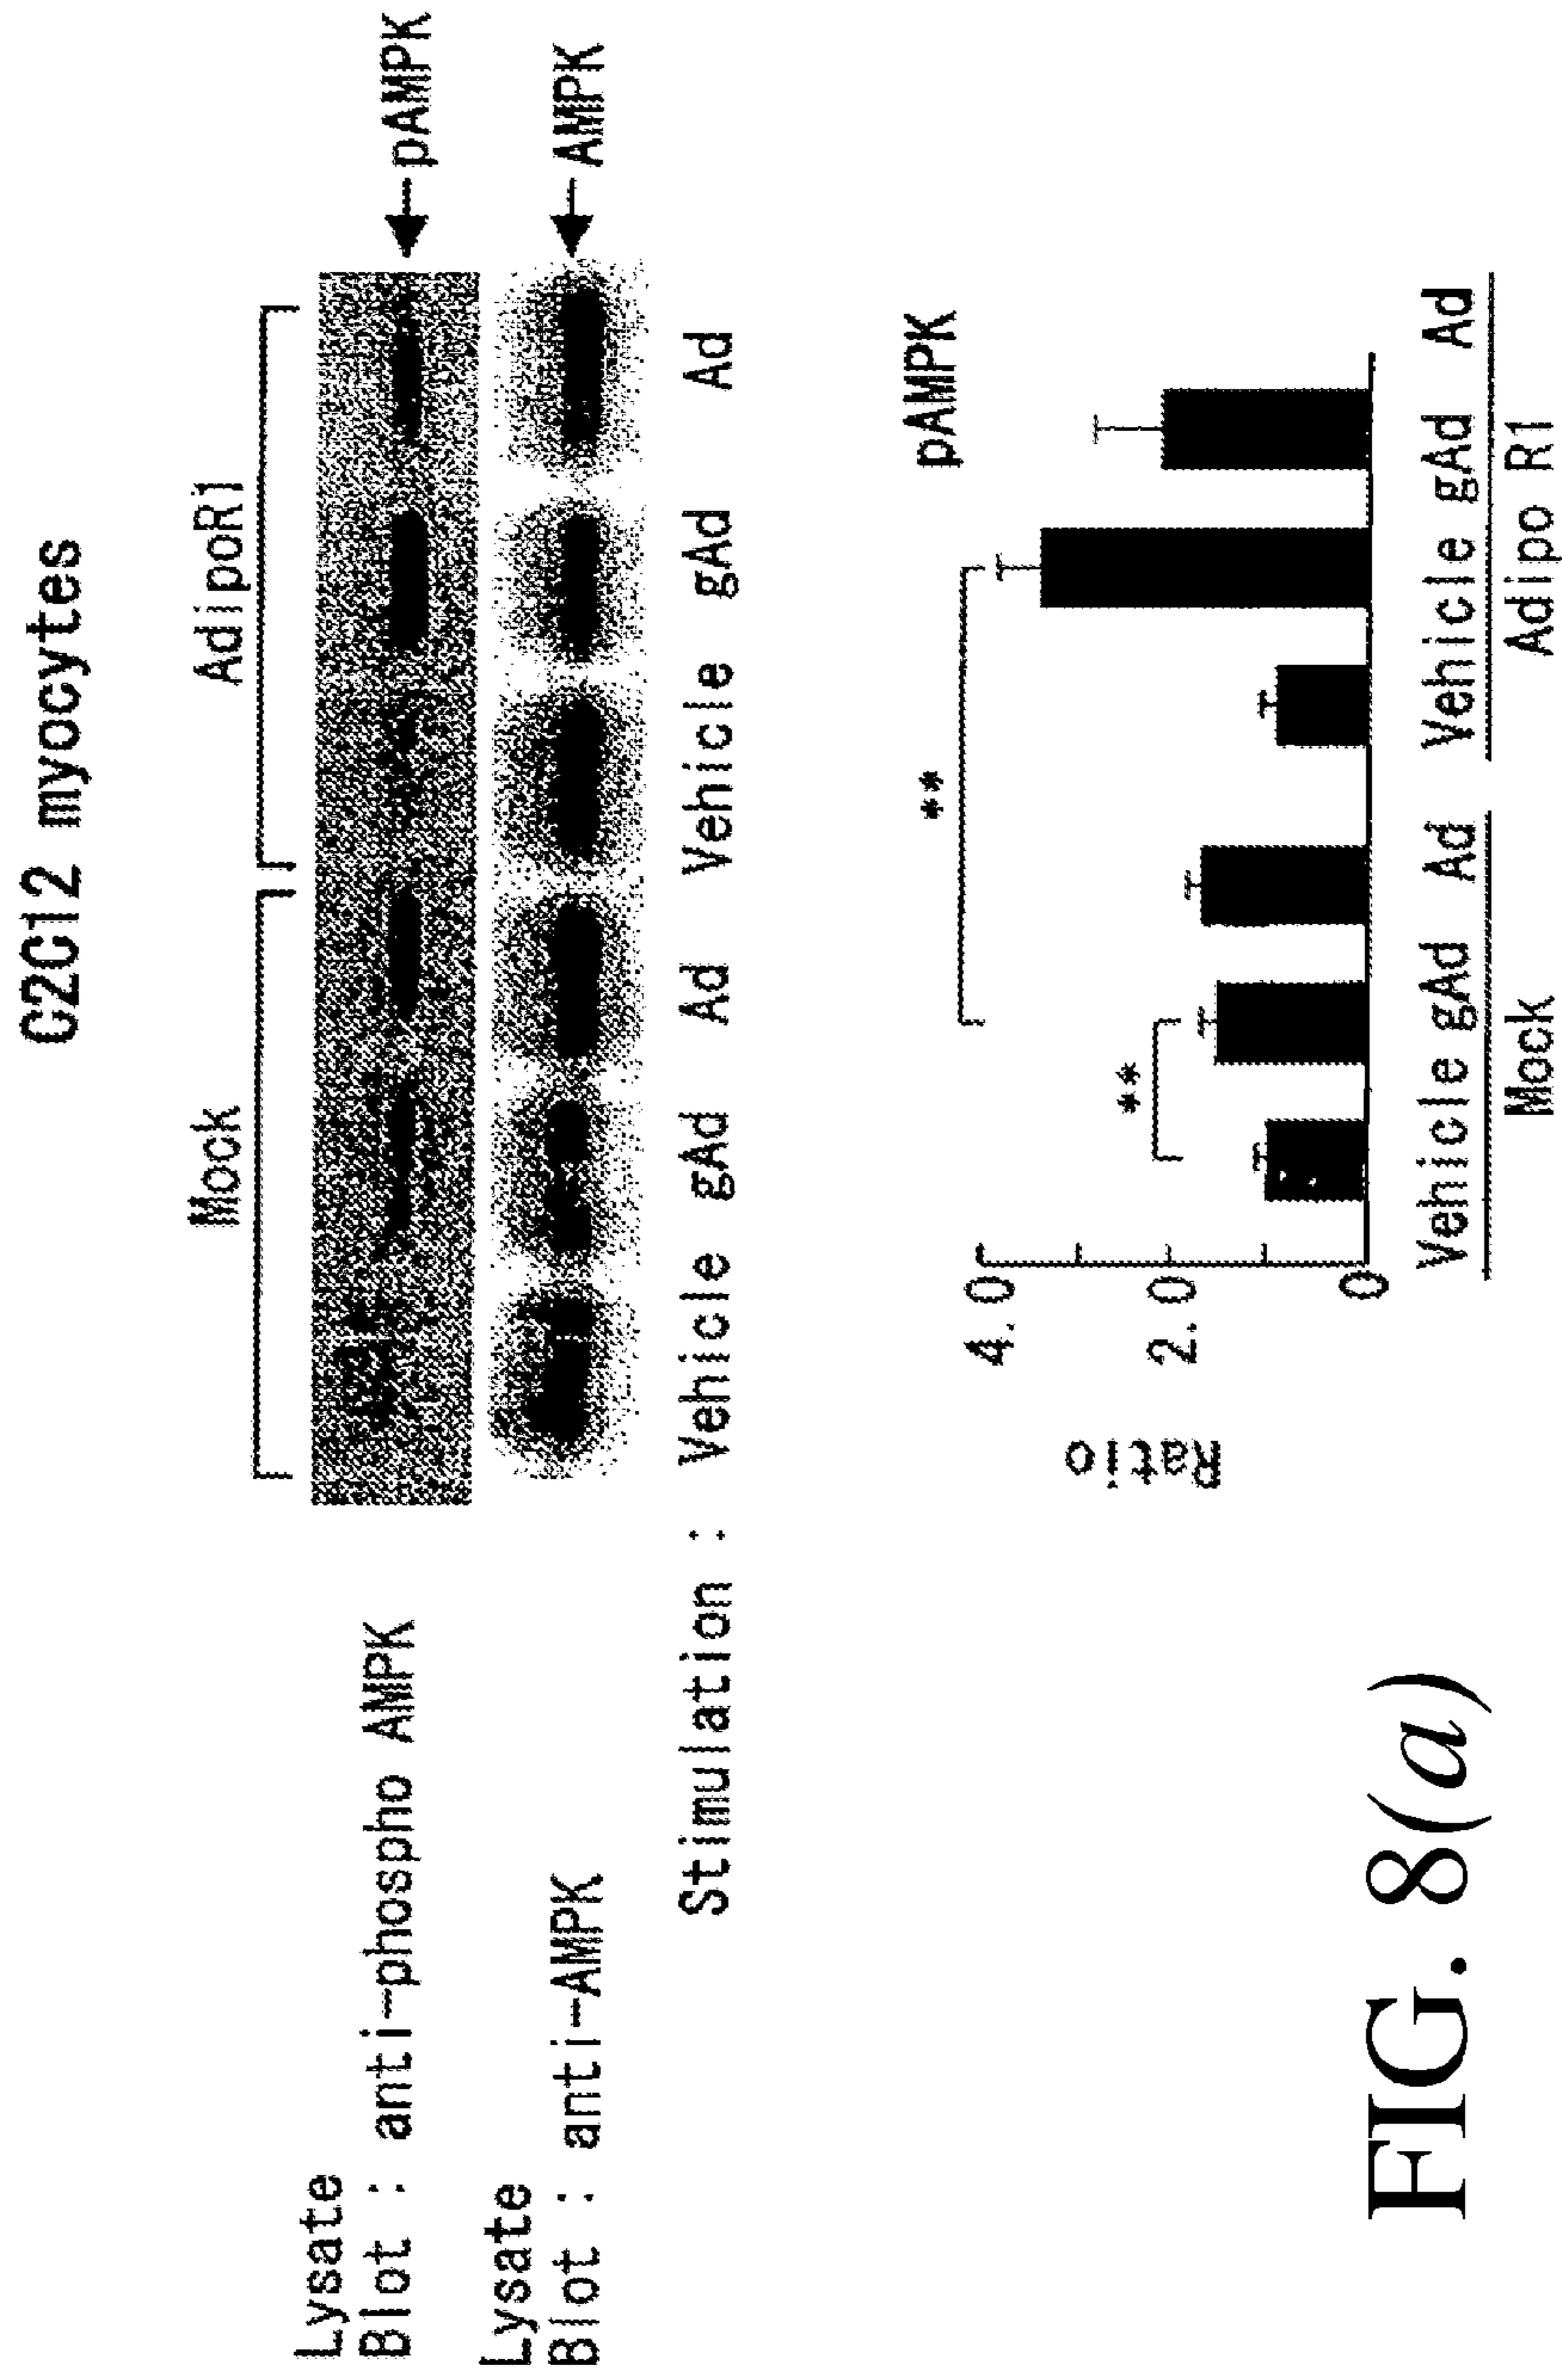 C2C12 myocytes
Mock AdipoR1
Lysate
Blot : anti-phospho AMPK
pAMPK
Lysate
Blot : anti-AMPK
AMPK
Stimulation : Vehicle gAd Ad Vehicle gAd Ad
pAMPK
**
**
4.0
2.0
0
Ratio
Vehicle gAd Ad Vehicle gAd Ad
Mock Adipo R1
FIG. 8(a)